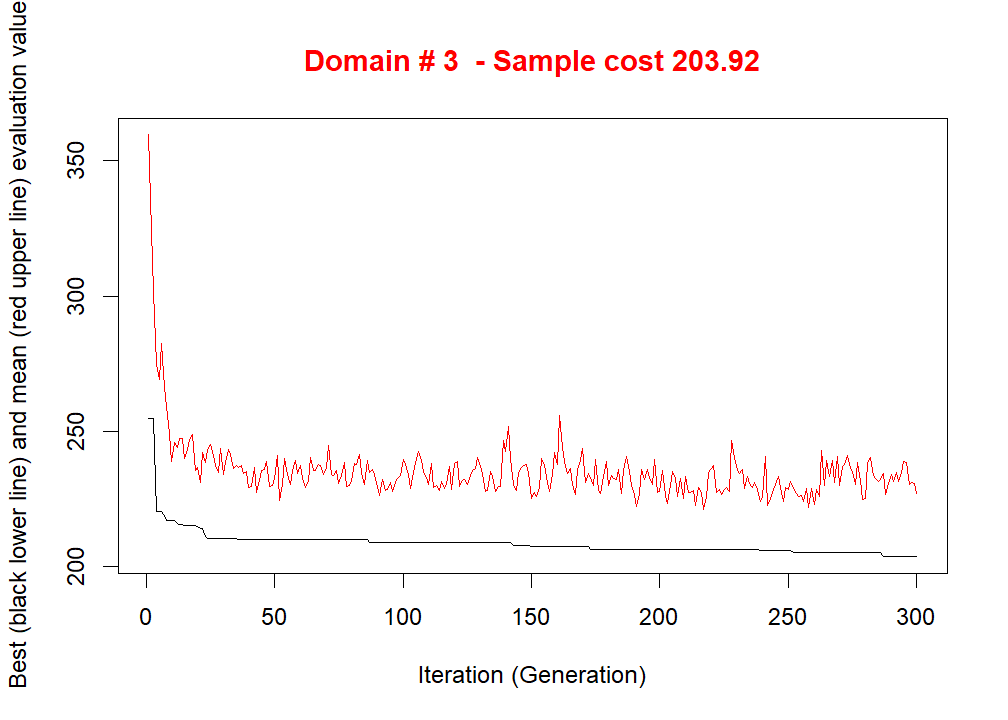 Domain # 3  - Sample cost 203.92
Best (black lower line) and mean (red upper line) evaluation value
350
300
250
200
0 50 100 150 200 250 300
Iteration (Generation)